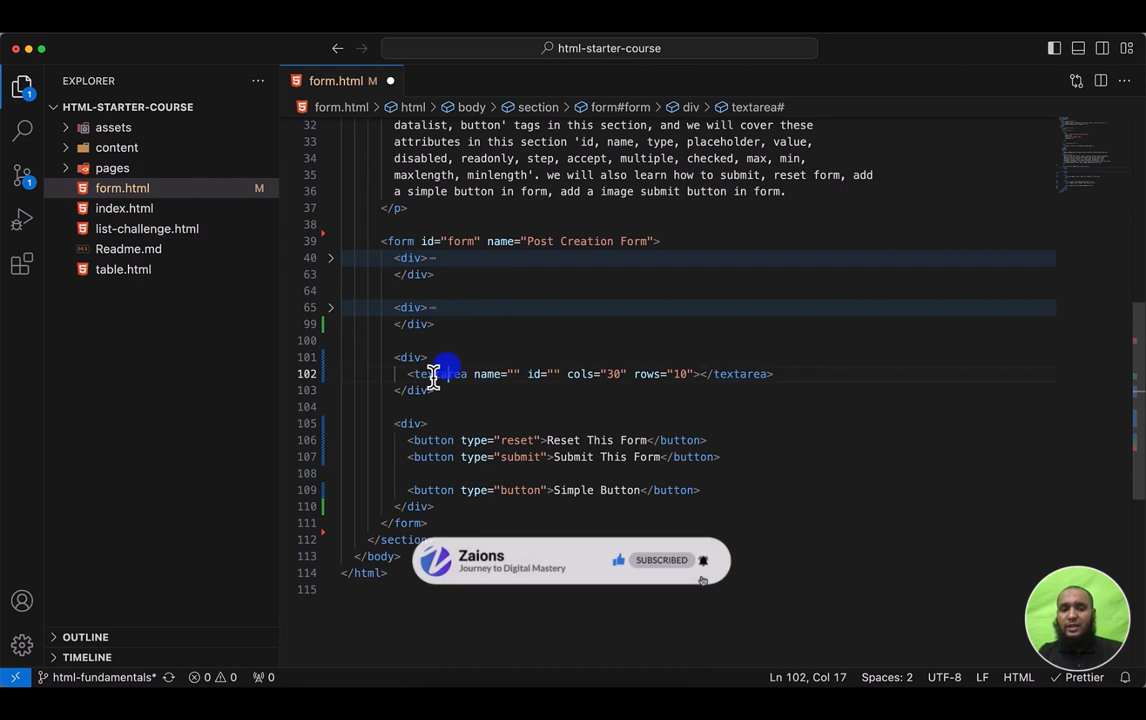 html-starter-course
EXPLORER
form.html M
form.html > html > body > section > form#form > div > textarea#
HTML-STARTER-COURSE
assets
content
pages
form.html M
index.html
list-challenge.html
Readme.md
table.html
OUTLINE
TIMELINE
1
1
32 datalist, button' tags in this section, and we will cover these
33 attributes in this section 'id, name, type, placeholder, value,
34 disabled, readonly, step, accept, multiple, checked, max, min,
35 maxlength, minlength'. we will also learn how to submit, reset form, add
36 a simple button in form, add a image submit button in form.
37 </p>
38
39 <form id="form" name="Post Creation Form">
40 <div>⋯
63 </div>
64
65 <div>⋯
99 </div>
100
101 <div>
102 <textarea name="" id="" cols="30" rows="10"></textarea>
103 </div>
104
105 <div>
106 <button type="reset">Reset This Form</button>
107 <button type="submit">Submit This Form</button>
108
109 <button type="button">Simple Button</button>
110 </div>
111 </form>
112 </section>
113 </body>
114 </html>
115
Zaions
Journey to Digital Mastery
SUBSCRIBED
html-fundamentals* 0 0 0 Ln 102, Col 17 Spaces: 2 UTF-8 LF HTML Prettier